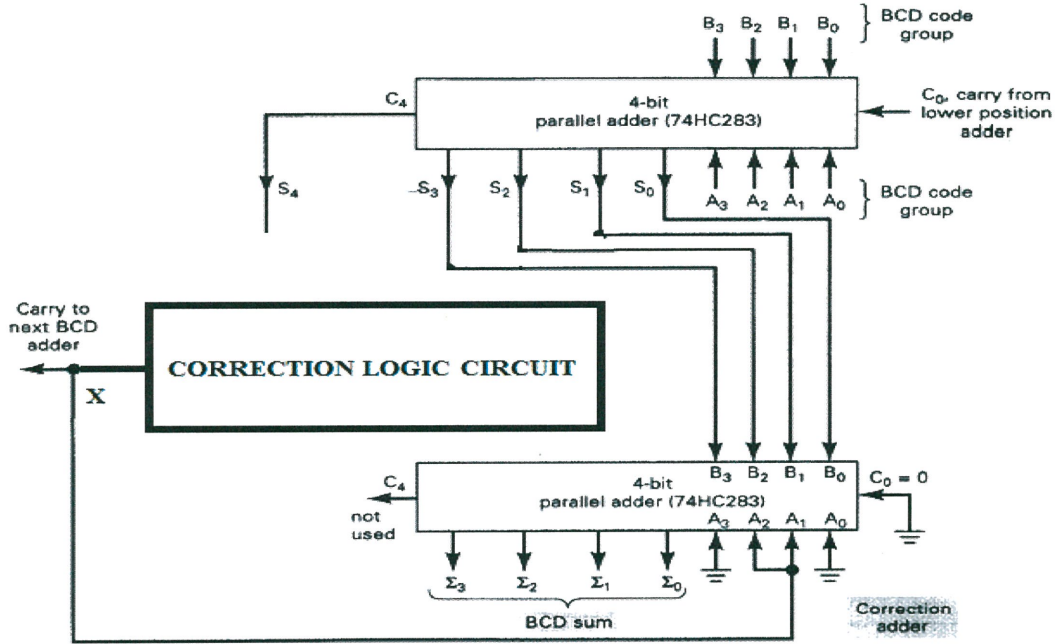 B₃ B₂ B₁ B₀
BCD code
group
C₄
4-bit
parallel adder (74HC283)
C₀, carry from
lower position
adder
S₄
S₃
S₂
S₁
S₀
A₃ A₂ A₁ A₀
BCD code
group
Carry to
next BCD
adder
X
CORRECTION LOGIC CIRCUIT
B₃ B₂ B₁ B₀
C₄
4-bit
parallel adder (74HC283)
C₀ = 0
not
used
A₃ A₂ A₁ A₀
Σ₃ Σ₂ Σ₁ Σ₀
BCD sum
Correction
adder